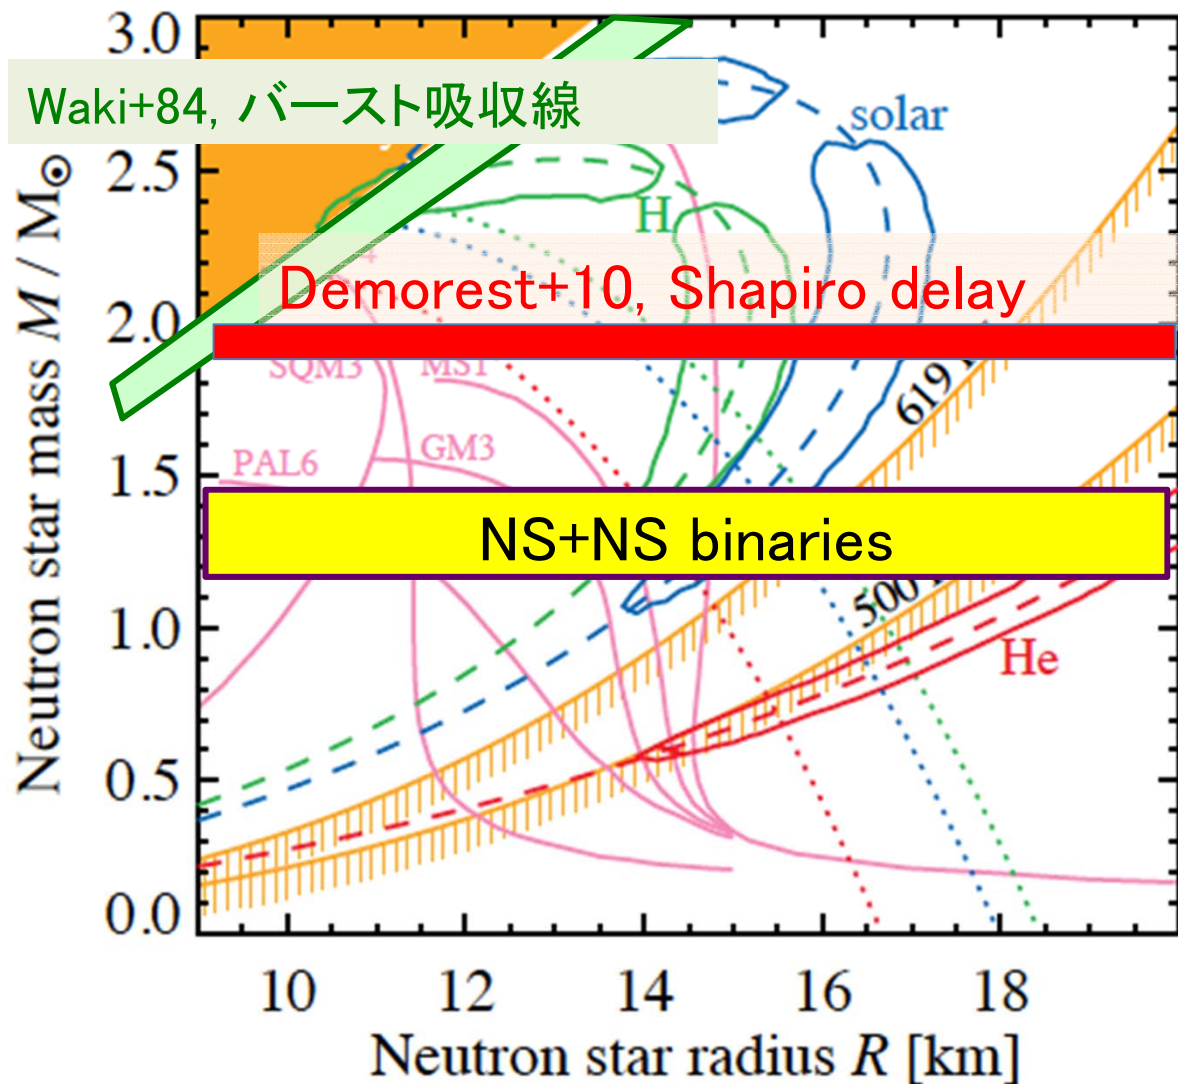 3.0
Waki+84, バースト吸収線
solar
2.5
H
Demorest+10, Shapiro delay
2.0
SQM3
MS1
619
PAL6
GM3
1.5
NS+NS binaries
500
1.0
He
0.5
0.0
10 12 14 16 18
Neutron star radius R [km]
Neutron star mass M / M☉